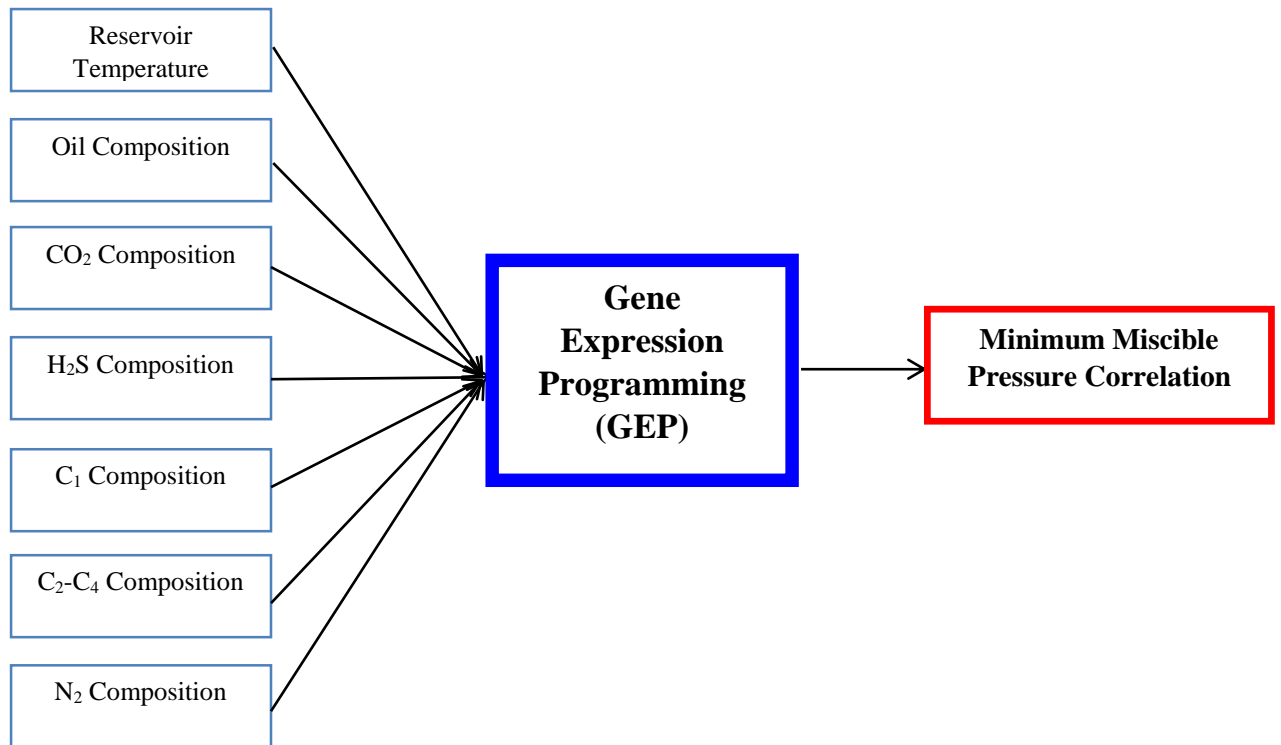 Reservoir
Temperature
Oil Composition
CO₂ Composition
H₂S Composition
C₁ Composition
C₂-C₄ Composition
N₂ Composition
Gene
Expression
Programming
(GEP)
Minimum Miscible
Pressure Correlation